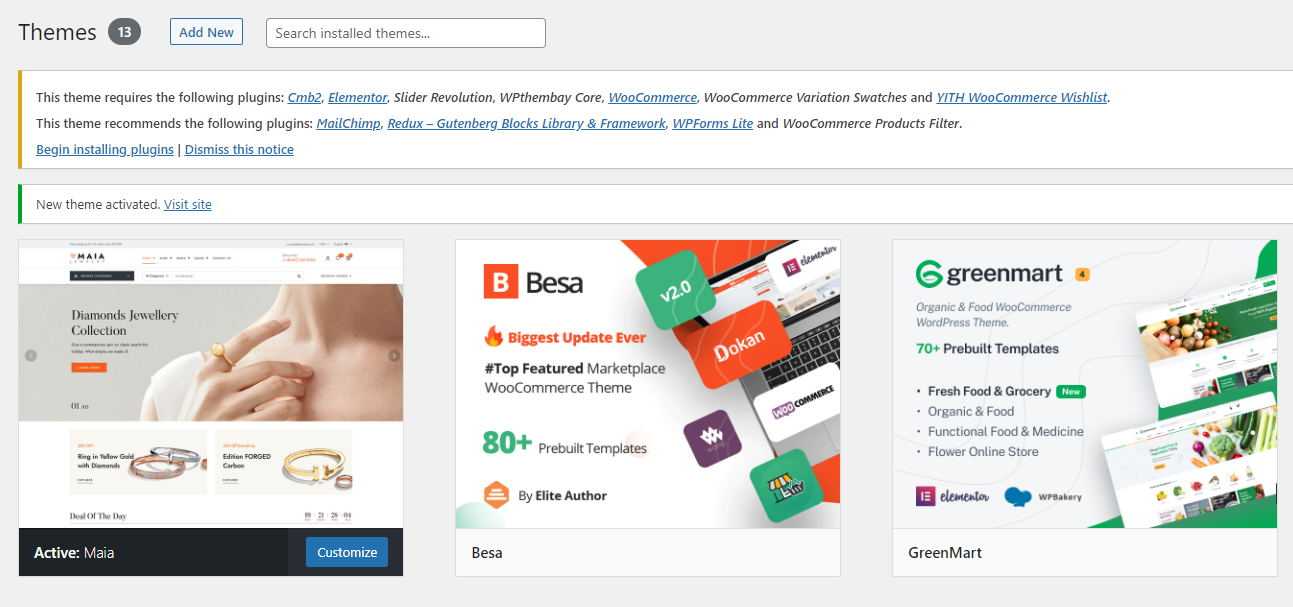 Themes 13 Add New Search installed themes...
This theme requires the following plugins: Cmb2, Elementor, Slider Revolution, WPthembay Core, WooCommerce, WooCommerce Variation Swatches and YITH WooCommerce Wishlist.
This theme recommends the following plugins: MailChimp, Redux – Gutenberg Blocks Library & Framework, WPForms Lite and WooCommerce Products Filter.
Begin installing plugins | Dismiss this notice
New theme activated. Visit site
MAIA
JEWELRY
Diamonds Jewellery
Collection
01
Ring in Yellow Gold
with Diamonds
Edition FORGED
Carbon
Deal Of The Day
19 : 21 : 28 : 04
Active: Maia
Customize
B Besa
v2.0
elementor
Biggest Update Ever
Dokan
#Top Featured Marketplace
WooCommerce Theme
WOO COMMERCE
80+ Prebuilt Templates
By Elite Author
Besa
greenmart 4
Organic & Food WooCommerce
WordPress Theme.
70+ Prebuilt Templates
• Fresh Food & Grocery New
• Organic & Food
• Functional Food & Medicine
• Flower Online Store
elementor WPBakery
GreenMart